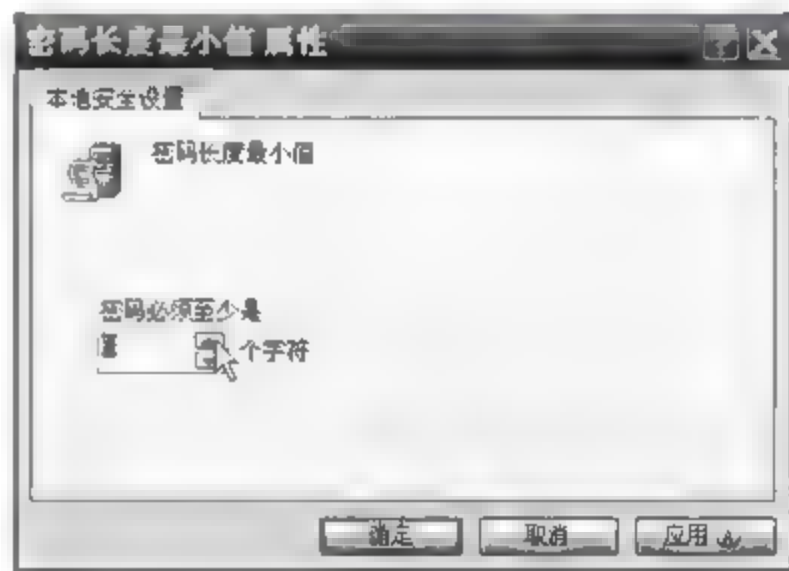 密码长度最小值 属性
本地安全设置
密码长度最小值
密码必须至少是
个字符
确定
取消
应用